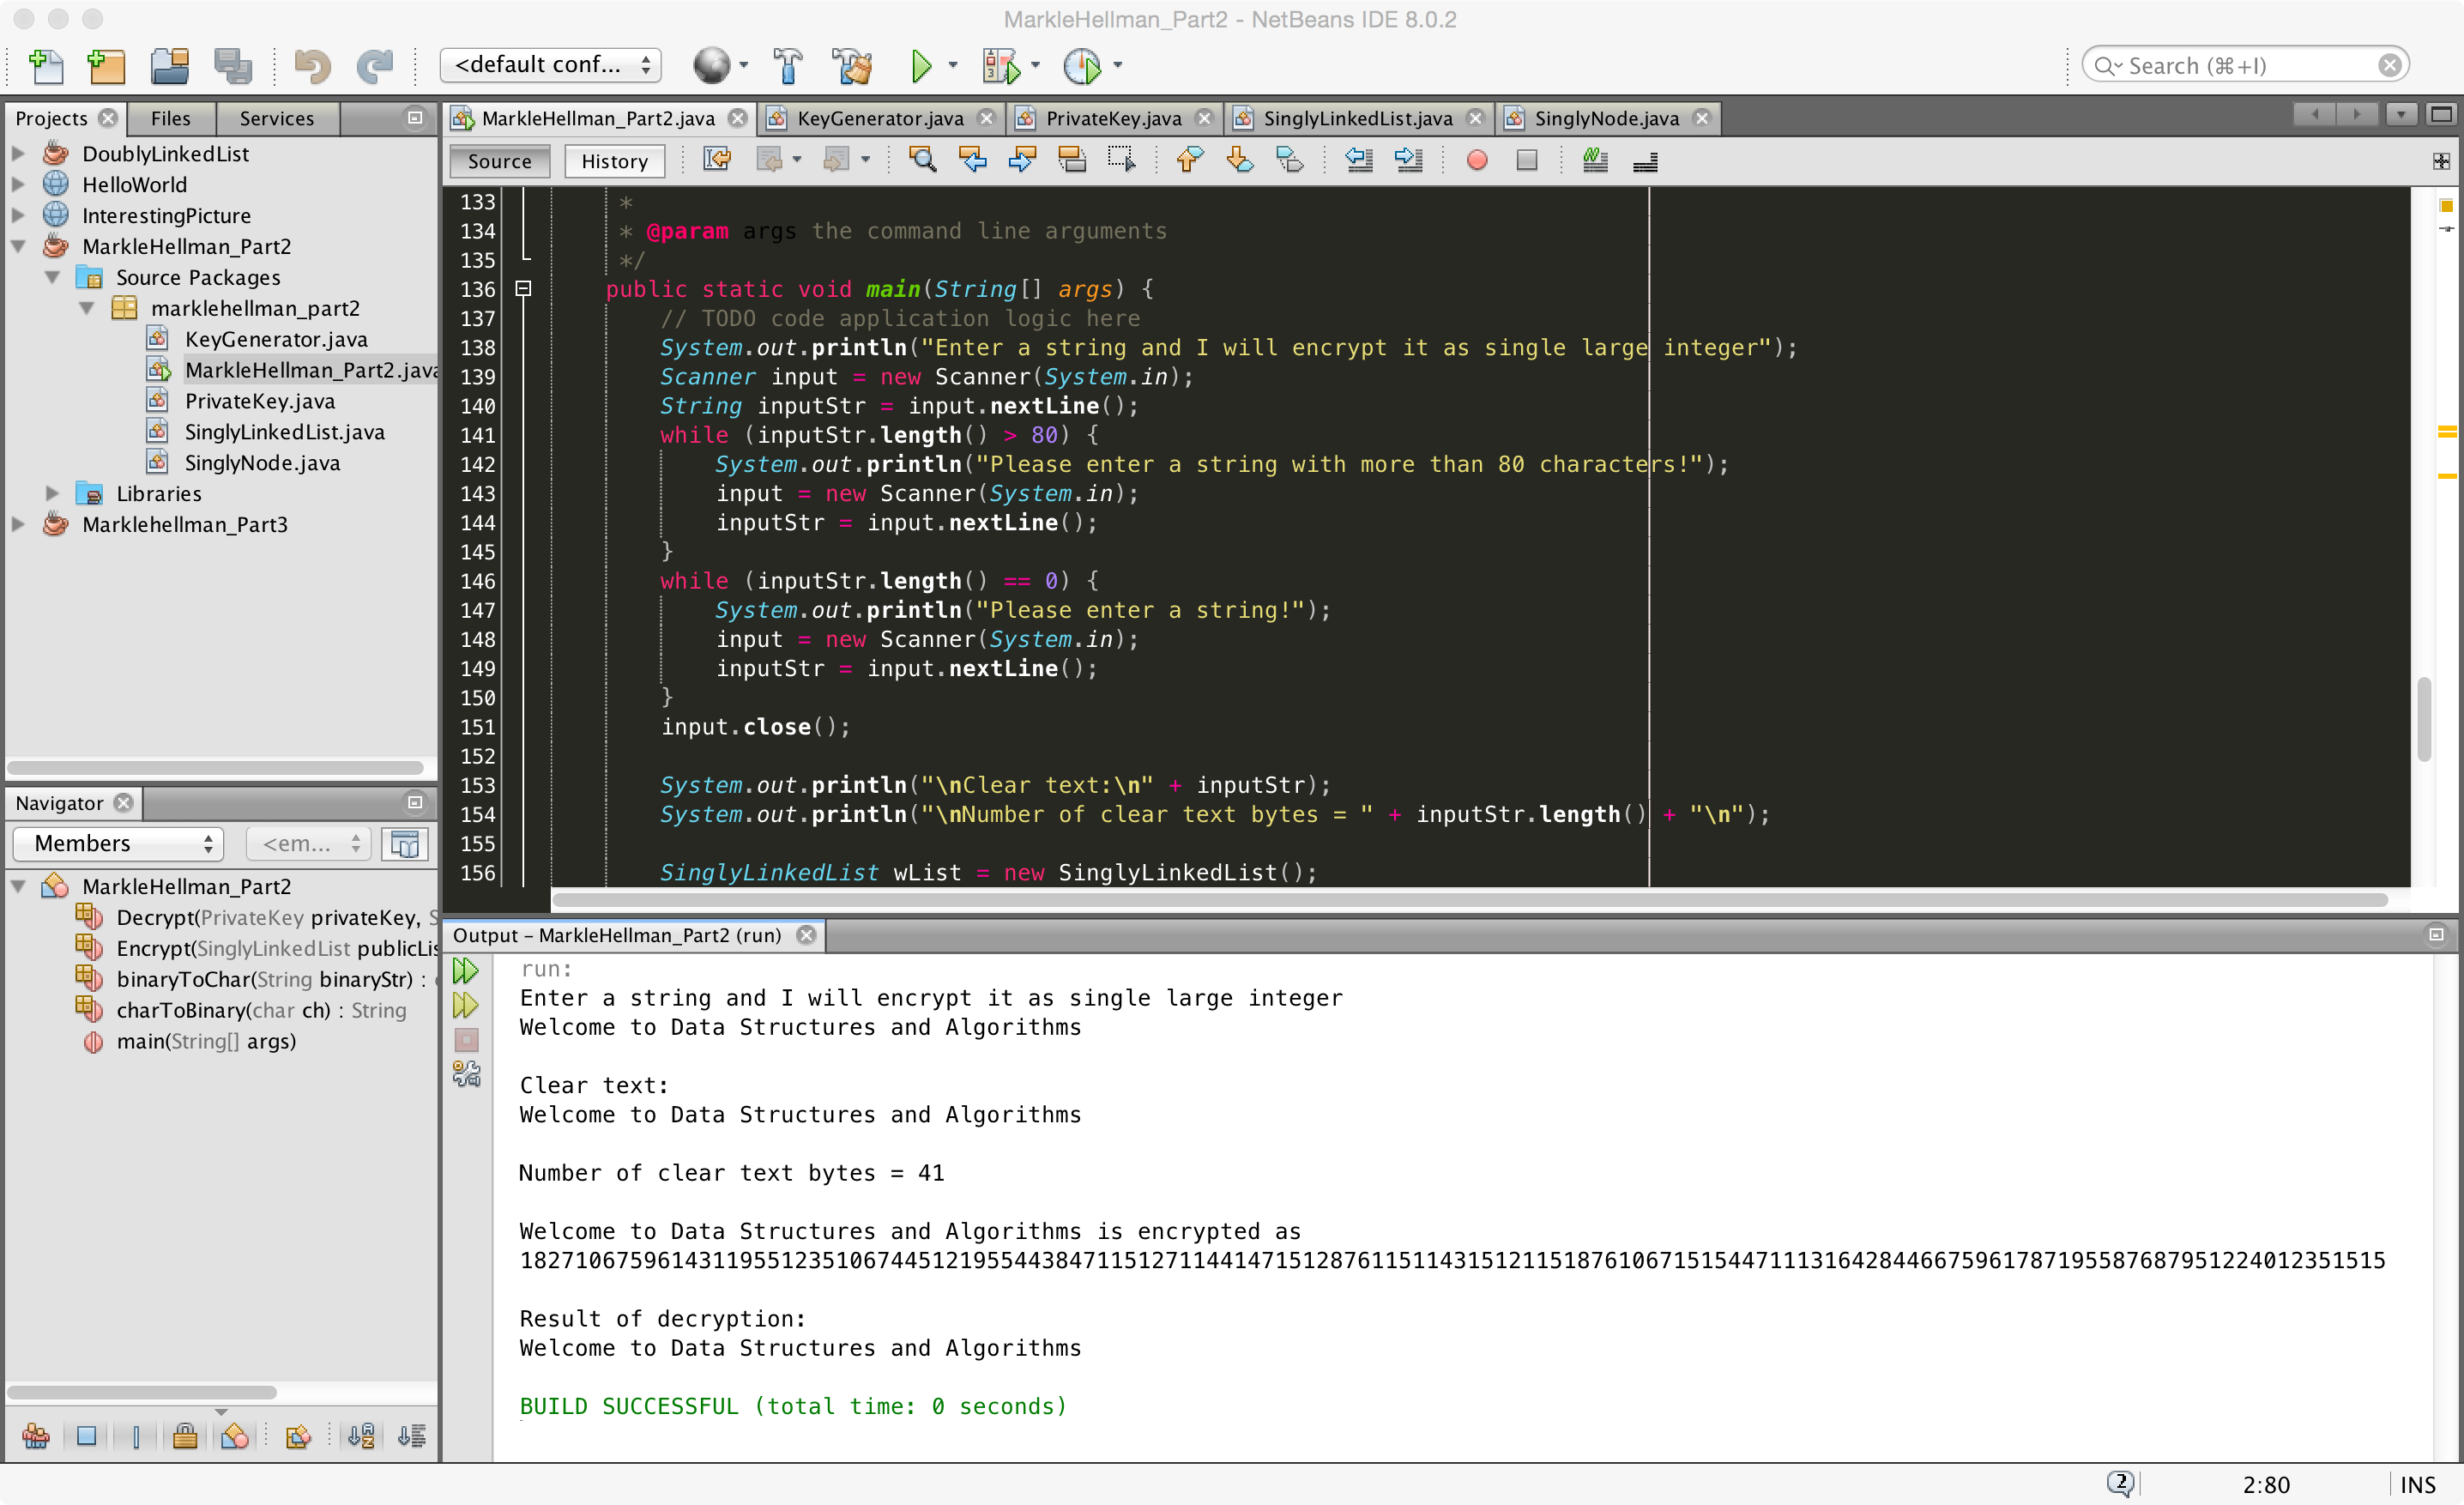 MarkleHellman_Part2 - NetBeans IDE 8.0.2
<default conf...
Search (⌘+I)
Projects
Files
Services
DoublyLinkedList
HelloWorld
InterestingPicture
MarkleHellman_Part2
Source Packages
marklehellman_part2
KeyGenerator.java
MarkleHellman_Part2.java
PrivateKey.java
SinglyLinkedList.java
SinglyNode.java
Libraries
Marklehellman_Part3
Navigator
Members
<em...
MarkleHellman_Part2
Decrypt(PrivateKey privateKey, S
Encrypt(SinglyLinkedList publicLis
binaryToChar(String binaryStr) :
charToBinary(char ch) : String
main(String[] args)
MarkleHellman_Part2.java
KeyGenerator.java
PrivateKey.java
SinglyLinkedList.java
SinglyNode.java
Source
History
133 *
134 * @param args the command line arguments
135 */
136 public static void main(String[] args) {
137 // TODO code application logic here
138 System.out.println("Enter a string and I will encrypt it as single large integer");
139 Scanner input = new Scanner(System.in);
140 String inputStr = input.nextLine();
141 while (inputStr.length() > 80) {
142 System.out.println("Please enter a string with more than 80 characters!");
143 input = new Scanner(System.in);
144 inputStr = input.nextLine();
145 }
146 while (inputStr.length() == 0) {
147 System.out.println("Please enter a string!");
148 input = new Scanner(System.in);
149 inputStr = input.nextLine();
150 }
151 input.close();
152
153 System.out.println("\nClear text:\n" + inputStr);
154 System.out.println("\nNumber of clear text bytes = " + inputStr.length() + "\n");
155
156 SinglyLinkedList wList = new SinglyLinkedList();
Output – MarkleHellman_Part2 (run)
run:
Enter a string and I will encrypt it as single large integer
Welcome to Data Structures and Algorithms
Clear text:
Welcome to Data Structures and Algorithms
Number of clear text bytes = 41
Welcome to Data Structures and Algorithms is encrypted as
1827106759614311955123510674451219554438471151271144147151287611511431512115187610671515447111316428446675961787195587687951224012351515
Result of decryption:
Welcome to Data Structures and Algorithms
BUILD SUCCESSFUL (total time: 0 seconds)
2
2:80
INS